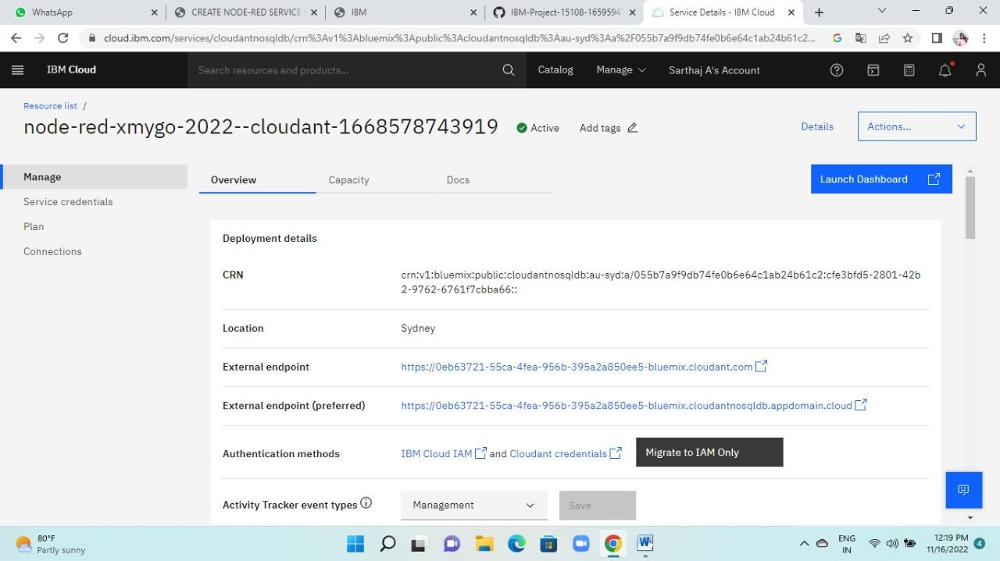 WhatsApp
CREATE NODE-RED SERVICE
IBM
IBM-Project-15108-1659594
Service Details - IBM Cloud
cloud.ibm.com/services/cloudantnosqldb/crn%3Av1%3Abluemix%3Apublic%3Acloudantnosqldb%3Aau-syd%3Aa%2F055b7a9f9db74fe0b6e64c1ab24b61c2...
IBM Cloud
Search resources and products...
Catalog
Manage
Sarthaj A's Account
Resource list /
node-red-xmygo-2022--cloudant-1668578743919
Active
Add tags
Details
Actions...
Manage
Service credentials
Plan
Connections
Overview
Capacity
Docs
Launch Dashboard
Deployment details
CRN
crn:v1:bluemix:public:cloudantnosqldb:au-syd:a/055b7a9f9db74fe0b6e64c1ab24b61c2:cfe3bfd5-2801-42b
2-9762-6761f7cbba66::
Location
Sydney
External endpoint
https://0eb63721-55ca-4fea-956b-395a2a850ee5-bluemix.cloudant.com
External endpoint (preferred)
https://0eb63721-55ca-4fea-956b-395a2a850ee5-bluemix.cloudantnosqldb.appdomain.cloud
Authentication methods
IBM Cloud IAM and Cloudant credentials
Migrate to IAM Only
Activity Tracker event types
Management
Save
80°F
Partly sunny
ENG
IN
12:19 PM
11/16/2022
4